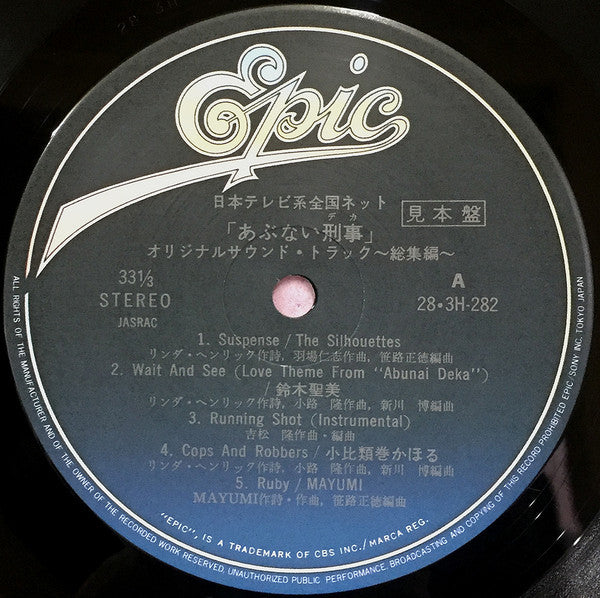 Epic
日本テレビ系全国ネット
見本盤
デカ
「あぶない刑事」
オリジナルサウンド・トラック〜総集編〜
33⅓
STEREO
JASRAC
A
28・3H-282
1. Suspense / The Silhouettes
リンダ・ヘンリック作詩, 羽場仁志作曲, 笹路正徳編曲
2. Wait And See (Love Theme From "Abunai Deka")
/ 鈴木聖美
リンダ・ヘンリック作詩, 小路 隆作曲, 新川 博編曲
3. Running Shot (Instrumental)
吉松 隆作曲・編曲
4. Cops And Robbers / 小比類巻かほる
リンダ・ヘンリック作詩, 小路 隆作曲, 新川 博編曲
5. Ruby / MAYUMI
MAYUMI作詩・作曲, 笹路正徳編曲
"EPIC", IS A TRADEMARK OF CBS INC./MARCA REG.
ALL RIGHTS OF THE MANUFACTURER AND OF THE OWNER OF THE RECORDED WORK RESERVED. UNAUTHORIZED PUBLIC PERFORMANCE, BROADCASTING AND COPYING OF THIS RECORD PROHIBITED EPIC/SONY INC. TOKYO JAPAN